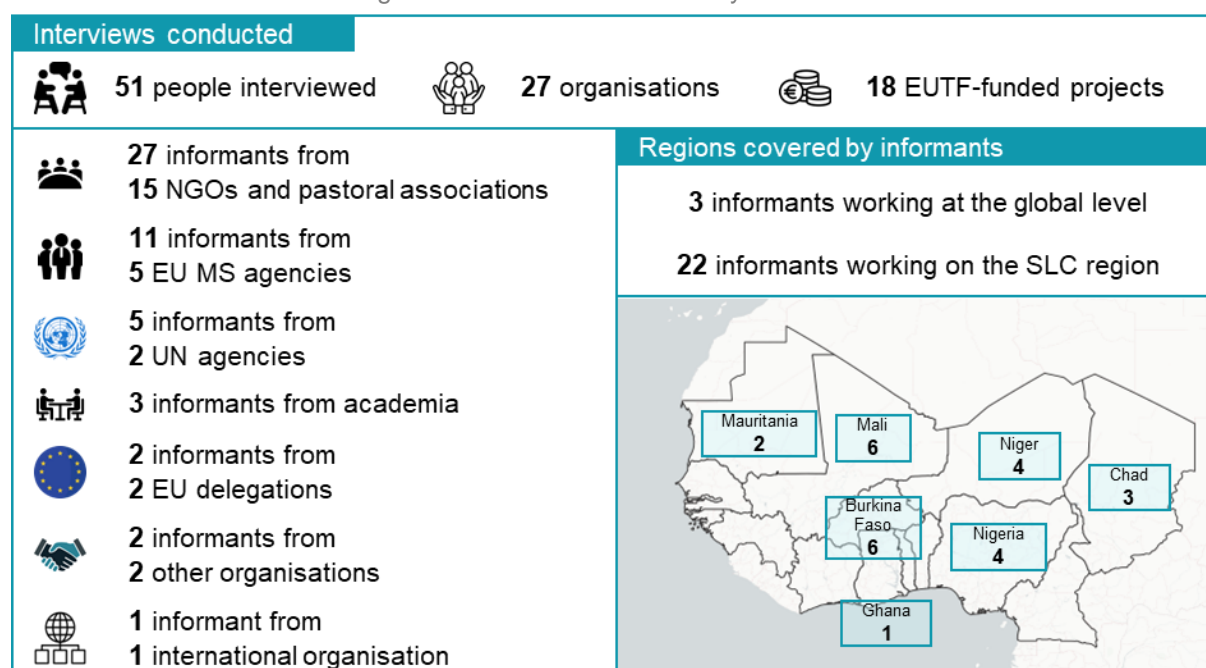 Interviews conducted
51 people interviewed
27 organisations
18 EUTF-funded projects
27 informants from
15 NGOs and pastoral associations
11 informants from
5 EU MS agencies
5 informants from
2 UN agencies
3 informants from academia
2 informants from
2 EU delegations
2 informants from
2 other organisations
1 informant from
1 international organisation
Regions covered by informants
3 informants working at the global level
22 informants working on the SLC region
Mauritania
2
Mali
6
Niger
4
Chad
3
Burkina
Faso
6
Nigeria
4
Ghana
1